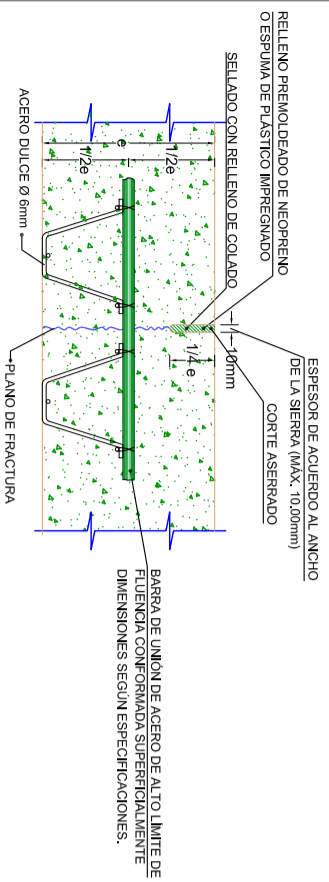 RELLENO PREMOLDEADO DE NEOPRENO
O ESPUMA DE PLÁSTICO IMPREGNADO
SELLADO CON RELLENO DE COLADO
ESPESOR DE ACUERDO AL ANCHO
DE LA SIERRA (MÁX. 10.00mm)
CORTE ASERRADO
10mm
1/4 e
1/2e
e
1/2e
BARRA DE UNIÓN DE ACERO DE ALTO LÍMITE DE
FLUENCIA CONFORMADA SUPERFICIALMENTE
DIMENSIONES SEGÚN ESPECIFICACIONES.
ACERO DULCE Ø 6mm
PLANO DE FRACTURA